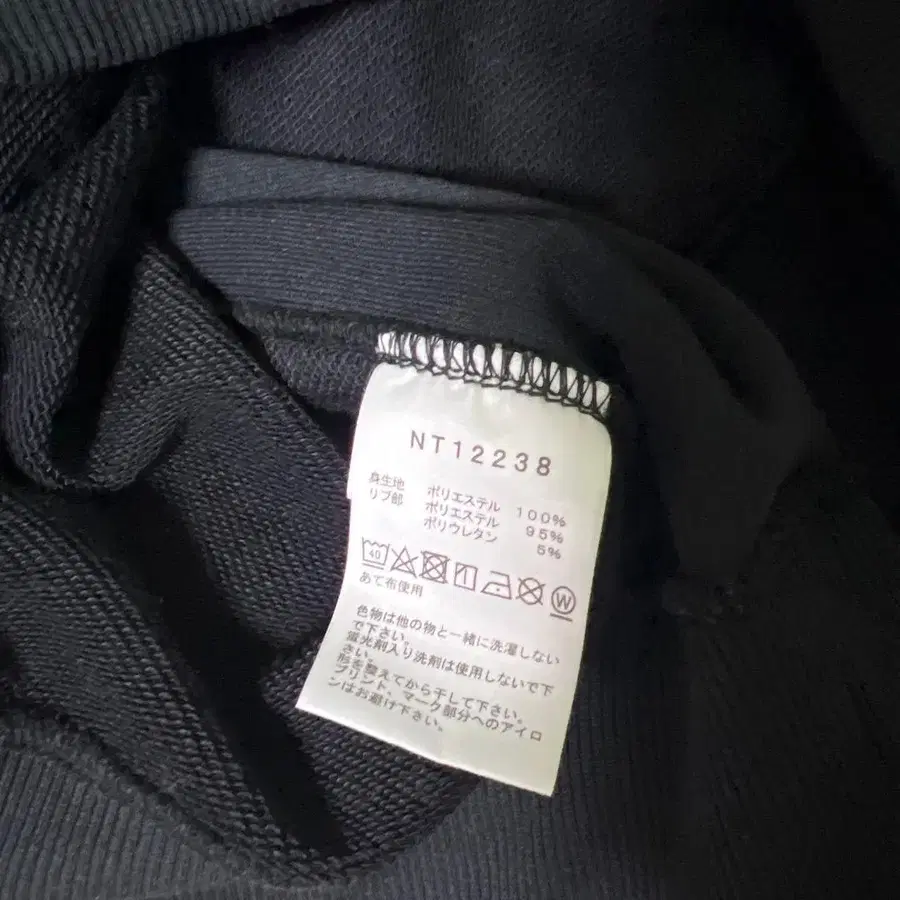 NT12238
身生地 ポリエステル 100%
リブ部 ポリエステル 95%
ポリウレタン 5%
40 W
あて布使用
色物は他の物と一緒に洗濯しない
で下さい。
蛍光剤入り洗剤は使用しないで下
さい。
形を整えてから干して下さい。
プリント、マーク部分へのアイロ
ンはお避け下さい。